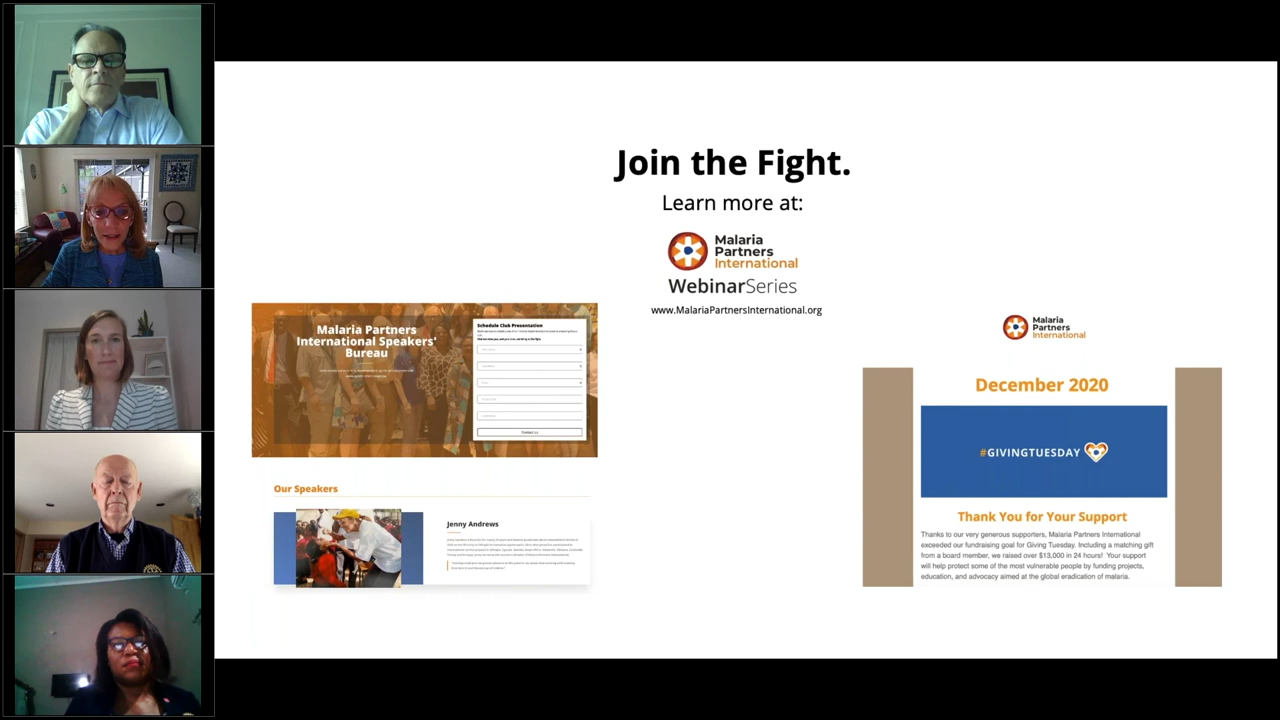 Join the Fight.
Learn more at:
Malaria
Partners
International
WebinarSeries
www.MalariaPartnersInternational.org
Malaria Partners
International Speakers'
Bureau
Schedule Club Presentation
Contact Us
Our Speakers
Jenny Andrews
Malaria
Partners
International
December 2020
#GIVINGTUESDAY
Thank You for Your Support
Thanks to our very generous supporters, Malaria Partners International
exceeded our fundraising goal for Giving Tuesday. Including a matching gift
from a board member, we raised over $13,000 in 24 hours! Your support
will help protect some of the most vulnerable people by funding projects,
education, and advocacy aimed at the global eradication of malaria.